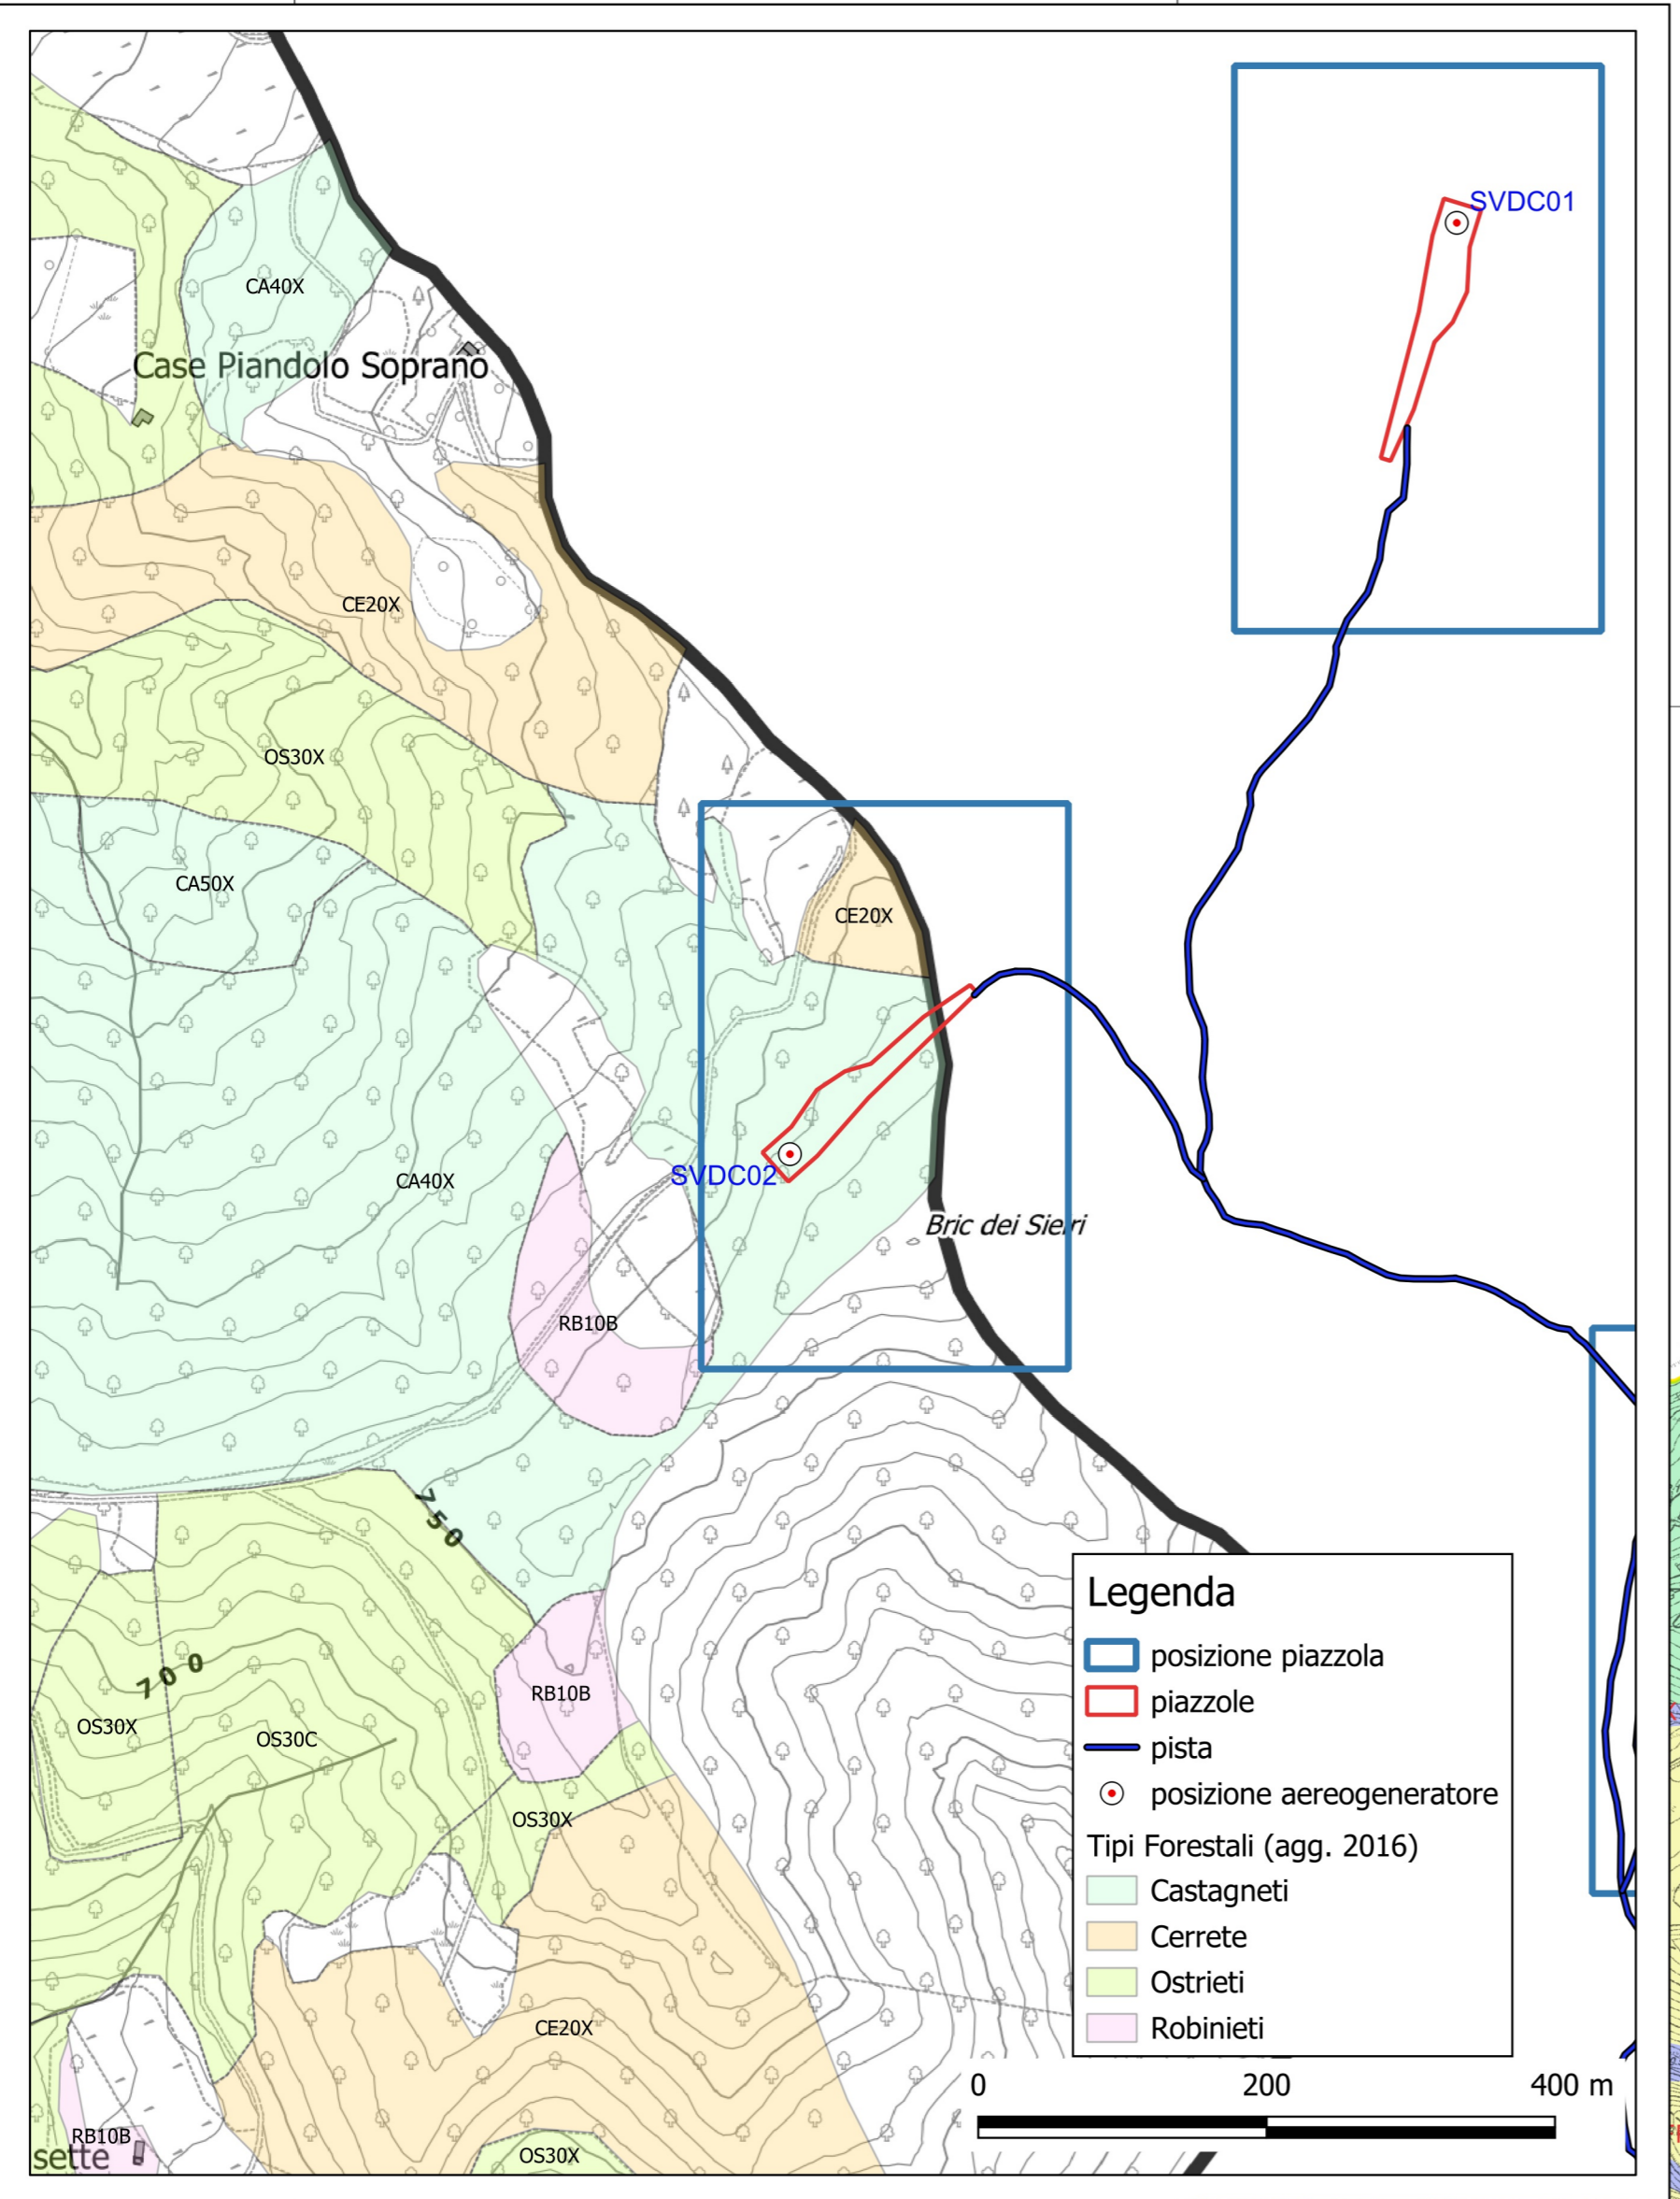 SVDC01
CA40X
Case Piandolo Soprano
CE20X
OS30X
CA50X
CE20X
SVDC02
CA40X
Bric dei Sieiri
RB10B
750
700
RB10B
OS30X
OS30C
OS30X
CE20X
RB10B
sette
OS30X
Legenda
posizione piazzola
piazzole
pista
posizione aereogeneratore
Tipi Forestali (agg. 2016)
Castagneti
Cerrete
Ostrieti
Robinieti
0 200 400 m